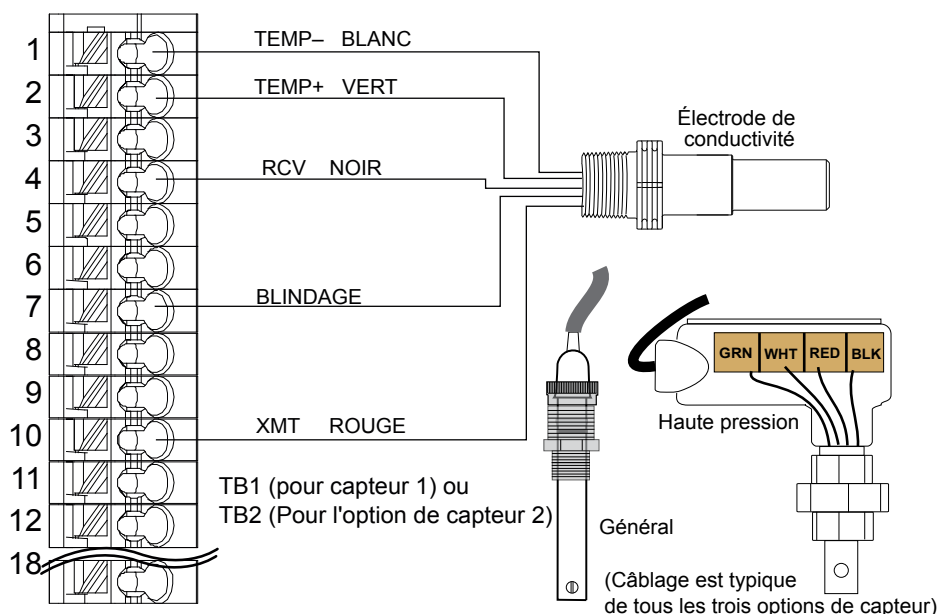 1
TEMP– BLANC
2
TEMP+ VERT
3
Électrode de
conductivité
4
RCV NOIR
5
6
7
BLINDAGE
8
GRN WHT RED BLK
9
Haute pression
10
XMT ROUGE
11
TB1 (pour capteur 1) ou
12
TB2 (Pour l'option de capteur 2)
Général
18
(Câblage est typique
de tous les trois options de capteur)